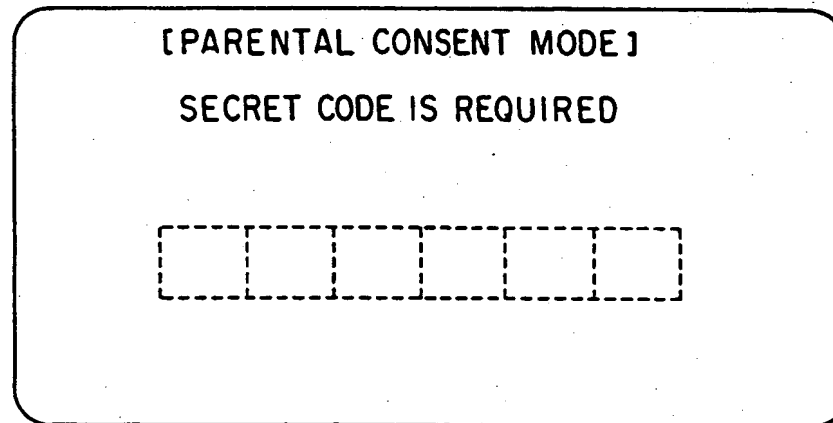 [PARENTAL CONSENT MODE]
SECRET CODE IS REQUIRED